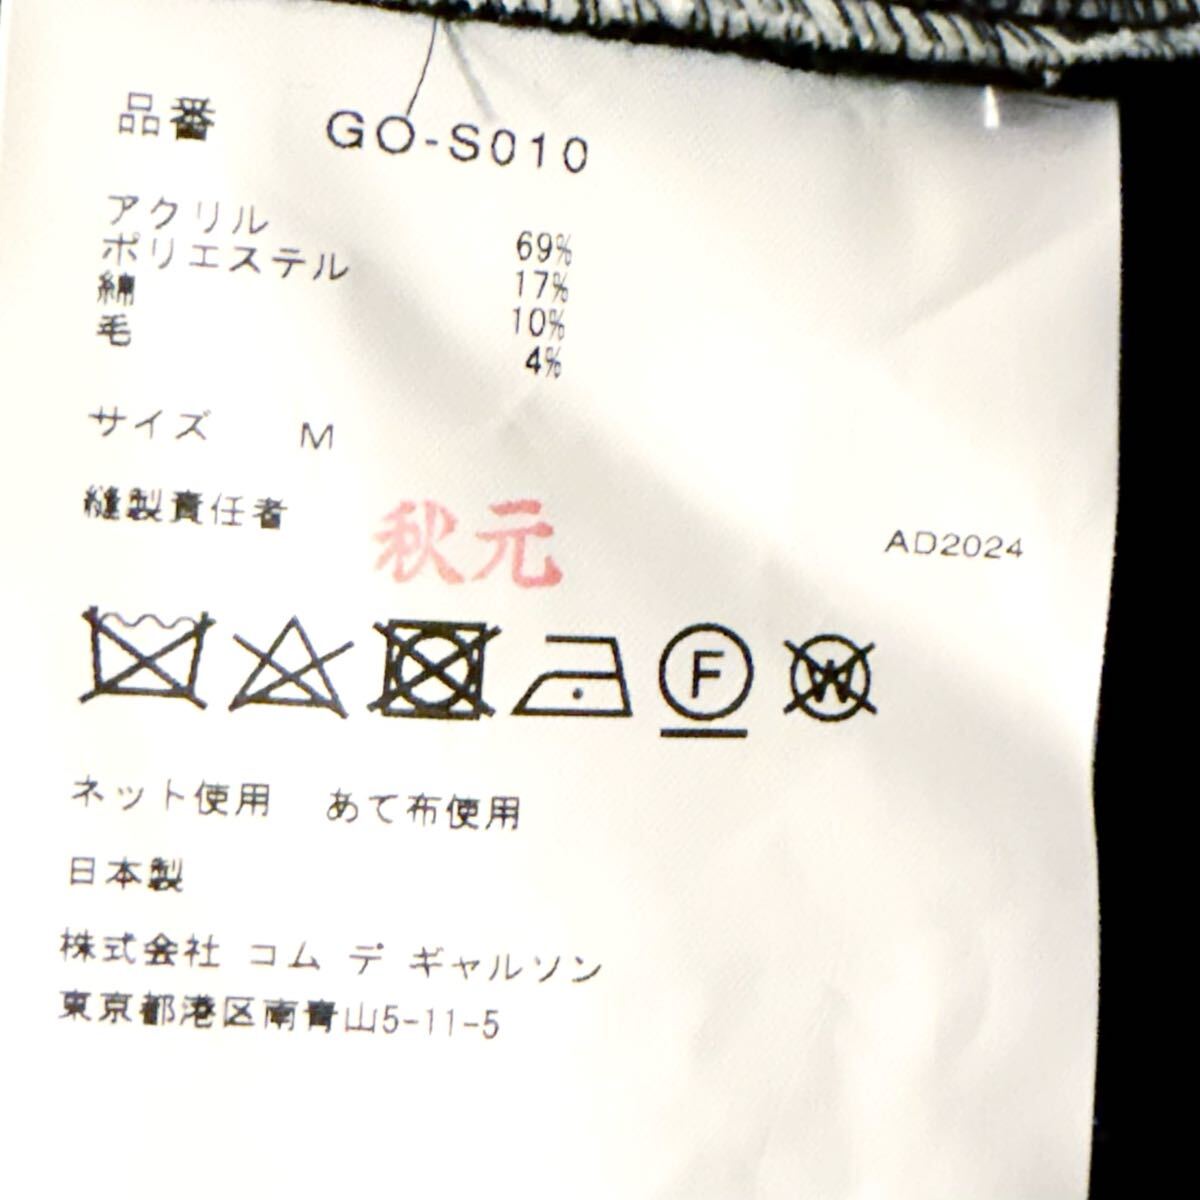 品番 GO-S010
アクリル 69%
ポリエステル 17%
綿 10%
毛 4%
サイズ M
縫製責任者 秋元 AD2024
F W
ネット使用 あて布使用
日本製
株式会社 コム デ ギャルソン
東京都港区南青山5-11-5